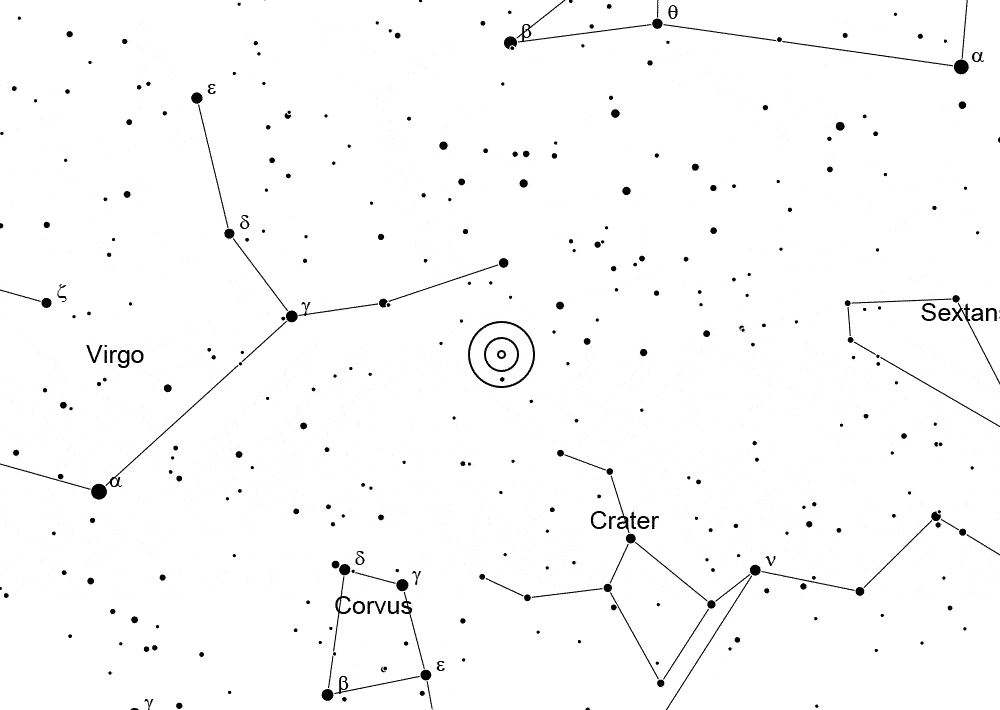 θ
β
α
ε
δ
ζ
γ
Sextans
Virgo
α
Crater
δ
ν
γ
Corvus
ε
β
γ